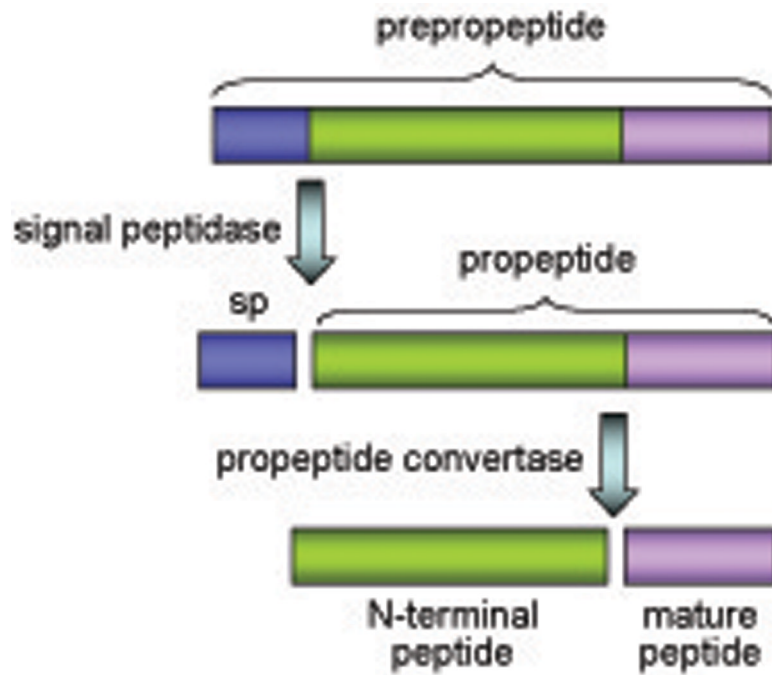 prepropeptide
signal peptidase
propeptide
sp
propeptide convertase
N-terminal
peptide
mature
peptide